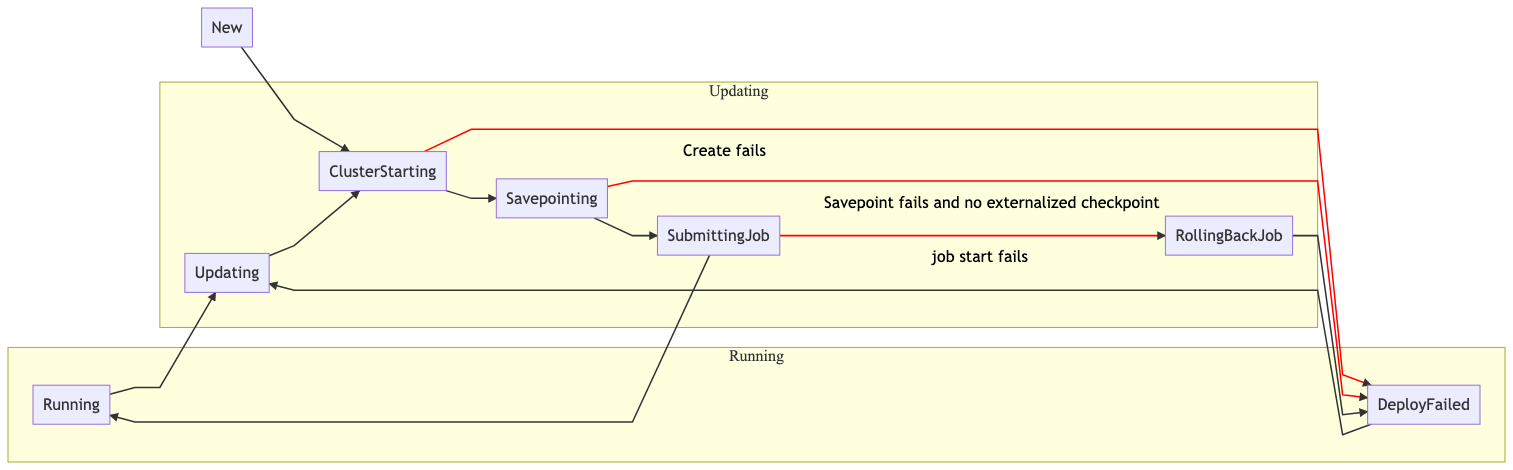 New
Updating
Create fails
ClusterStarting
Savepointing
Savepoint fails and no externalized checkpoint
SubmittingJob
RollingBackJob
job start fails
Updating
Running
Running
DeployFailed